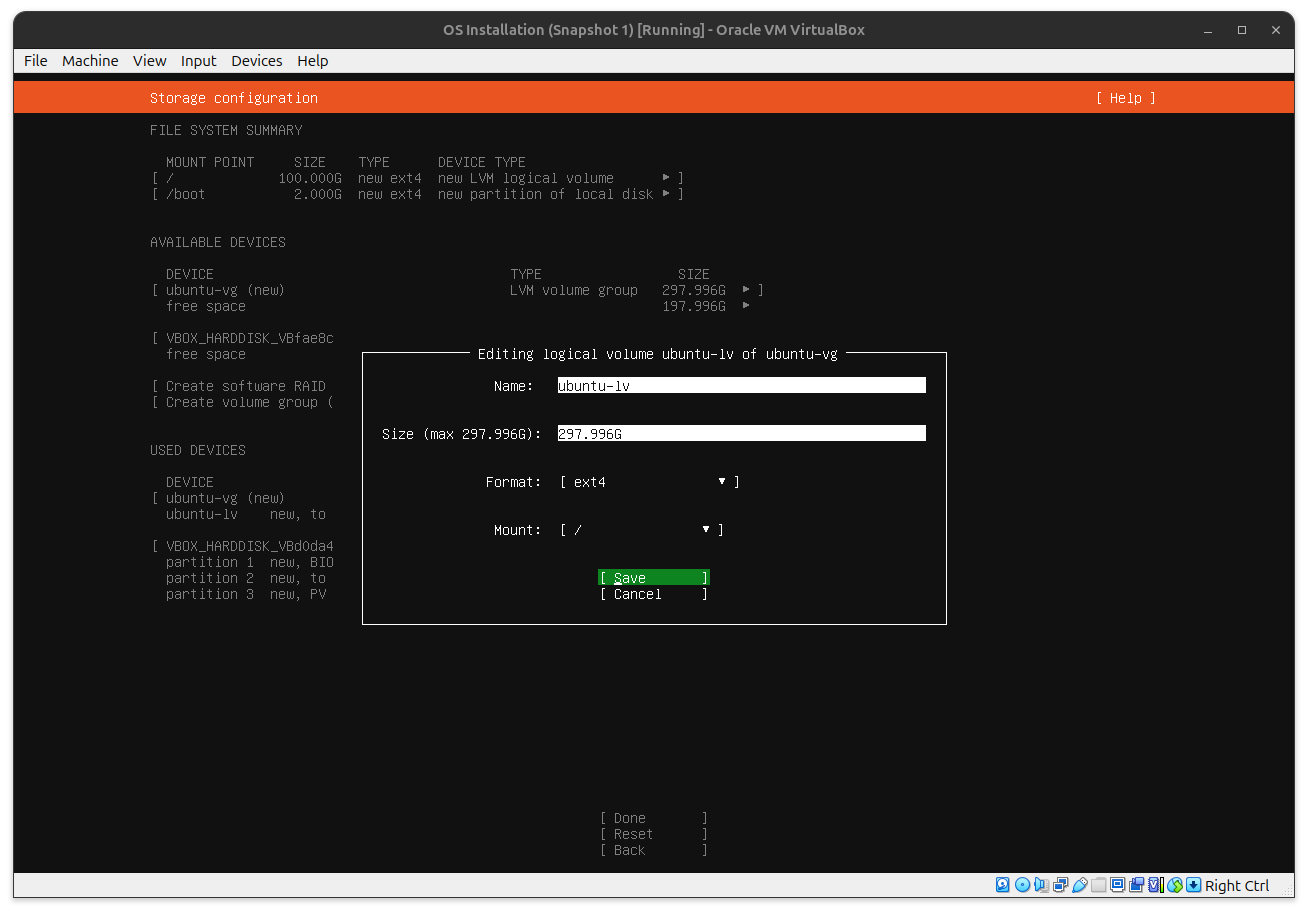 OS Installation (Snapshot 1) [Running] - Oracle VM VirtualBox
File Machine View Input Devices Help
Storage configuration [ Help ]
FILE SYSTEM SUMMARY
MOUNT POINT SIZE TYPE DEVICE TYPE
[ / 100.000G new ext4 new LVM logical volume ▸ ]
[ /boot 2.000G new ext4 new partition of local disk ▸ ]
AVAILABLE DEVICES
DEVICE TYPE SIZE
[ ubuntu-vg (new) LVM volume group 297.996G ▸ ]
free space 197.996G ▸
[ VBOX_HARDDISK_VBfae8c
free space
[ Create software RAID
[ Create volume group (
USED DEVICES
DEVICE
[ ubuntu-vg (new)
ubuntu-lv new, to
[ VBOX_HARDDISK_VBd0da4
partition 1 new, BIO
partition 2 new, to
partition 3 new, PV
Editing logical volume ubuntu-lv of ubuntu-vg
Name: ubuntu-lv
Size (max 297.996G): 297.996G
Format: [ ext4 ▾ ]
Mount: [ / ▾ ]
[ Save ]
[ Cancel ]
[ Done ]
[ Reset ]
[ Back ]
Right Ctrl